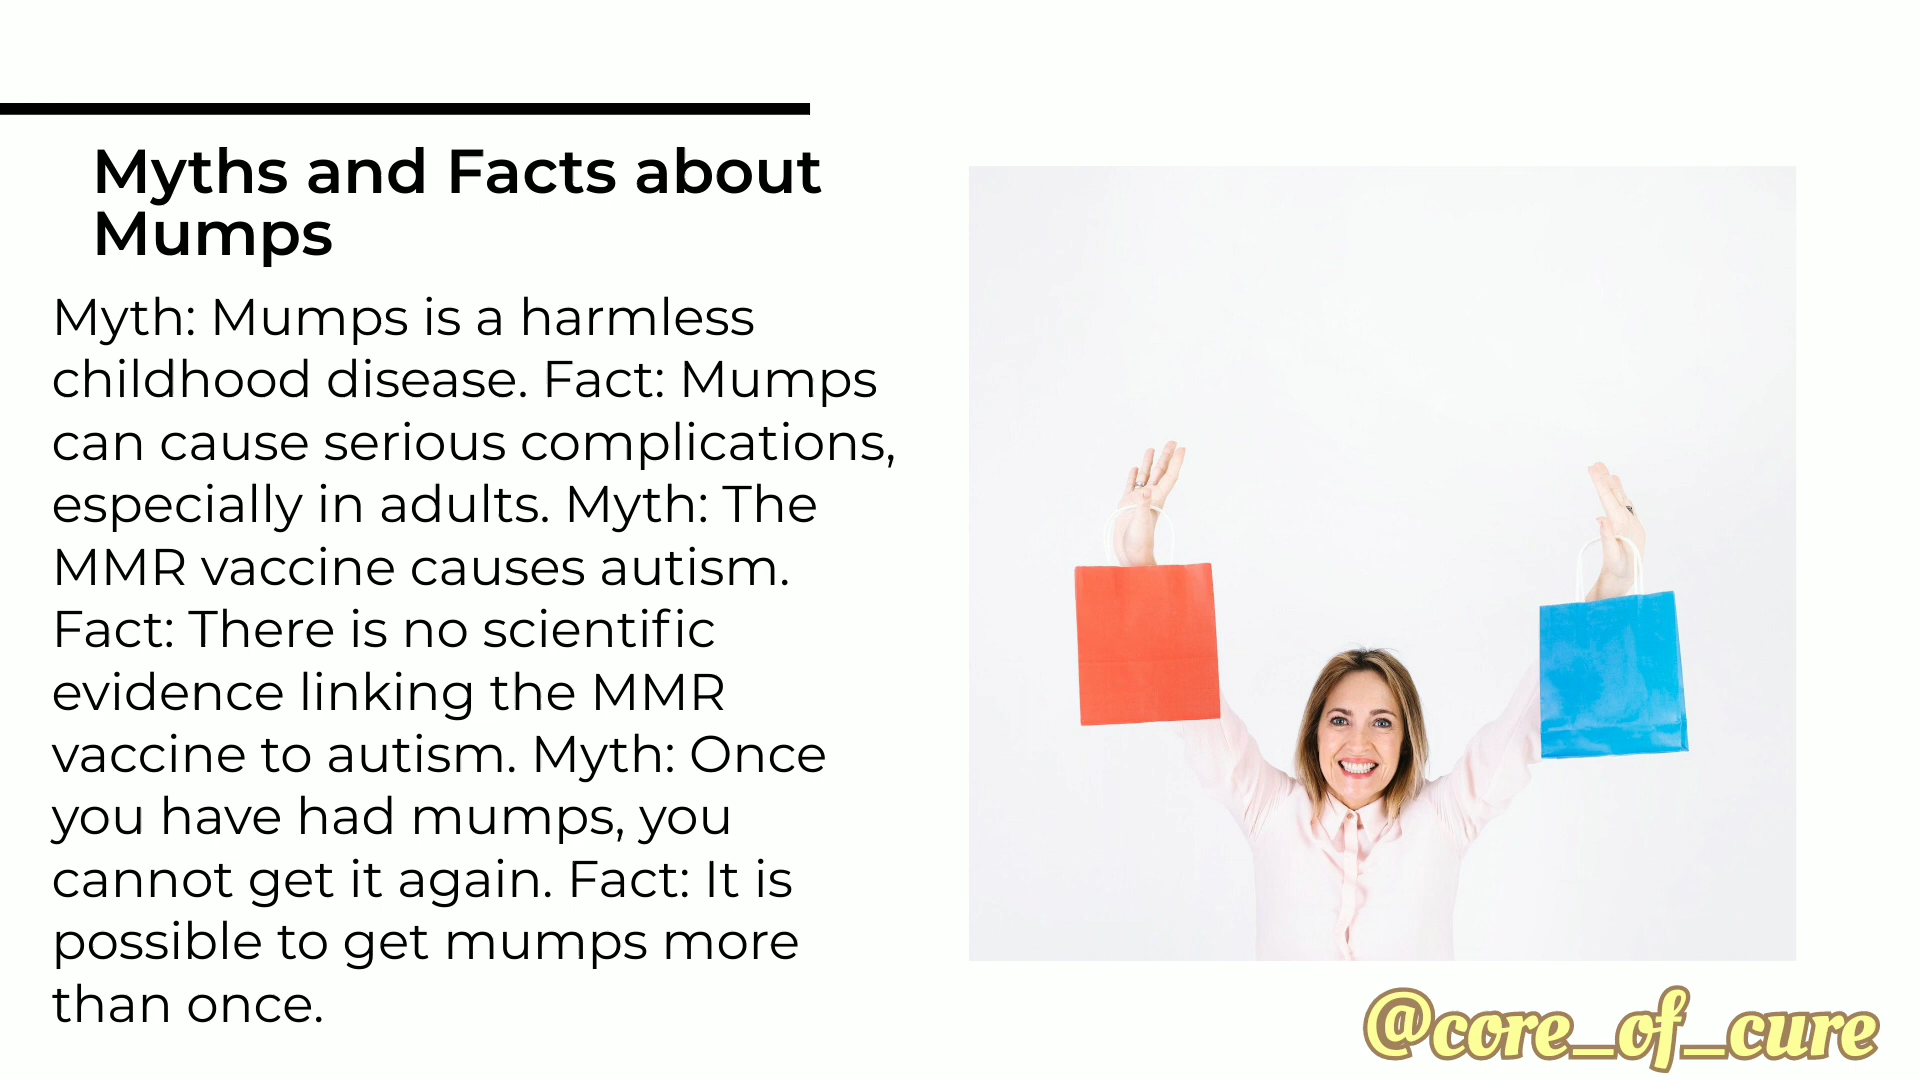 Myths and Facts about
Mumps
Myth: Mumps is a harmless
childhood disease. Fact: Mumps
can cause serious complications,
especially in adults. Myth: The
MMR vaccine causes autism.
Fact: There is no scientific
evidence linking the MMR
vaccine to autism. Myth: Once
you have had mumps, you
cannot get it again. Fact: It is
possible to get mumps more
than once.
@core_of_cure